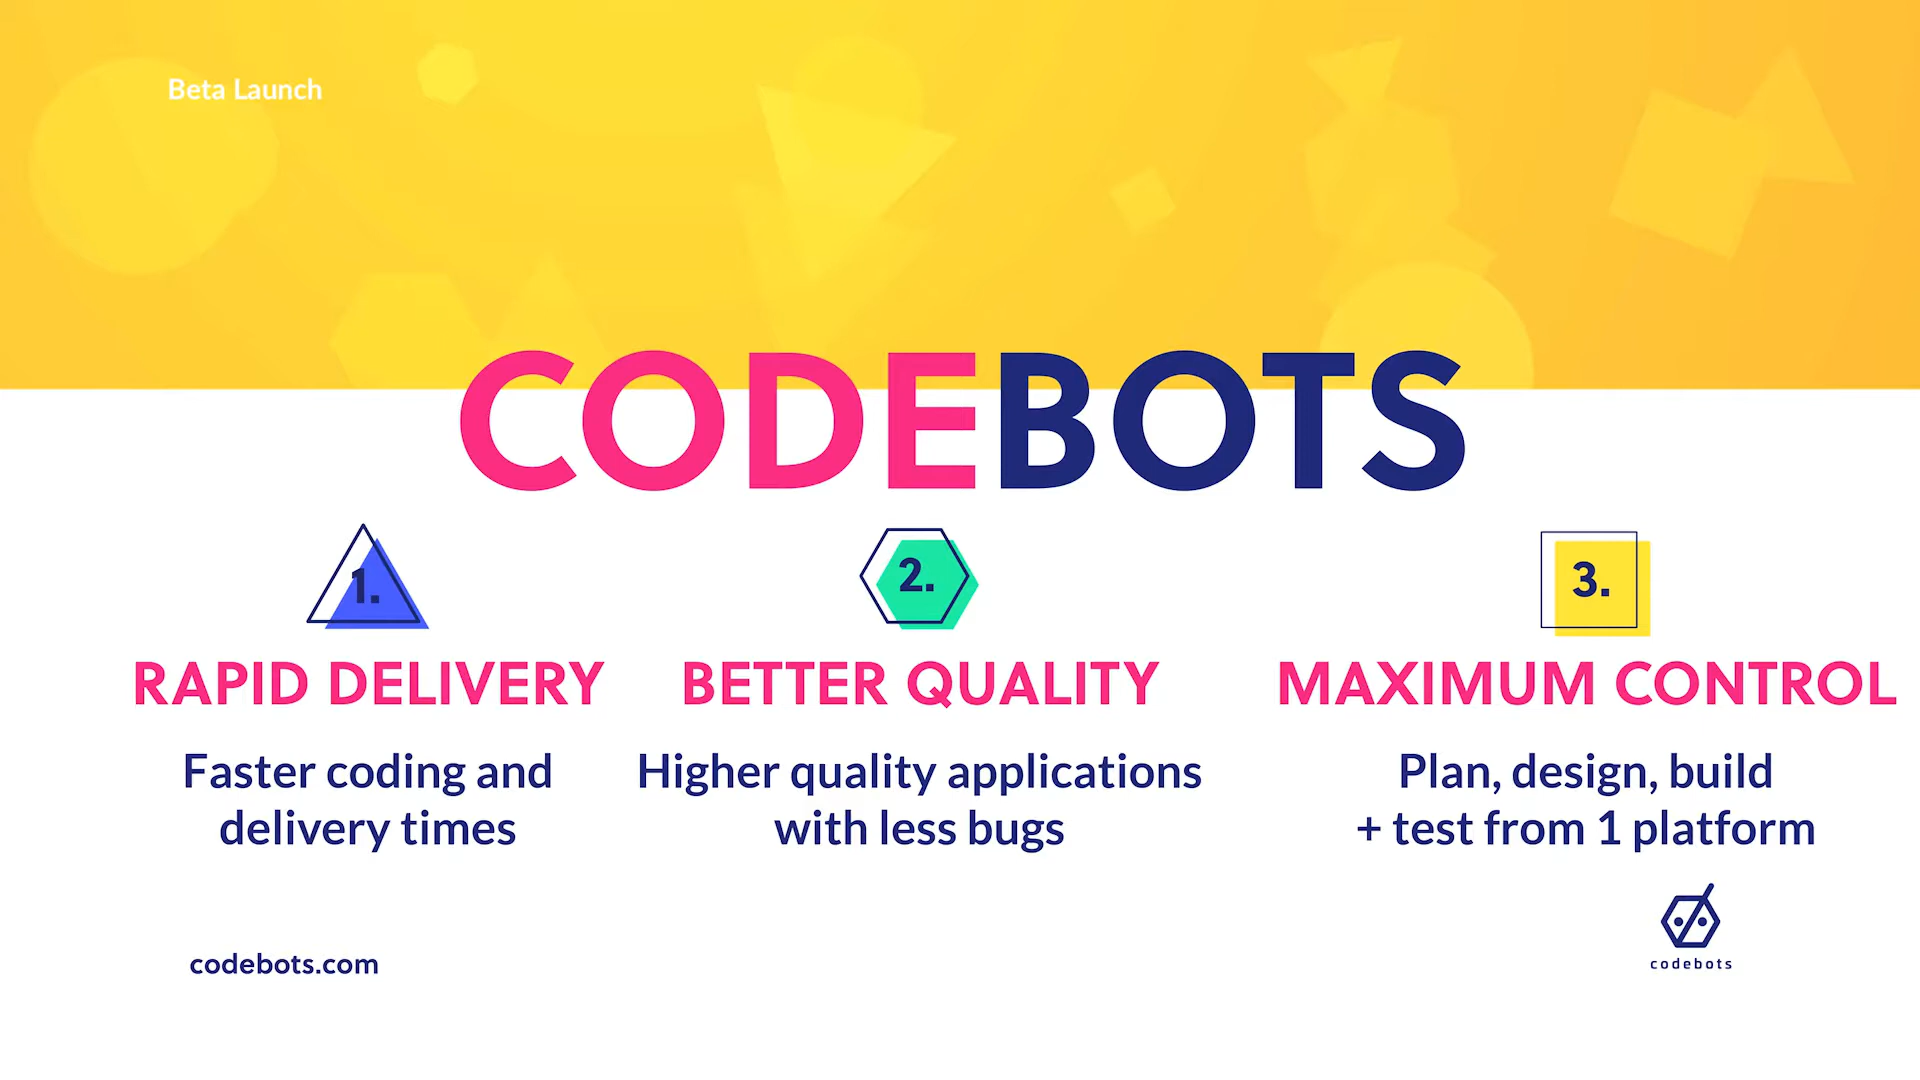 Beta Launch
CODEBOTS
1.
RAPID DELIVERY
Faster coding and
delivery times
2.
BETTER QUALITY
Higher quality applications
with less bugs
3.
MAXIMUM CONTROL
Plan, design, build
+ test from 1 platform
codebots.com
codebots